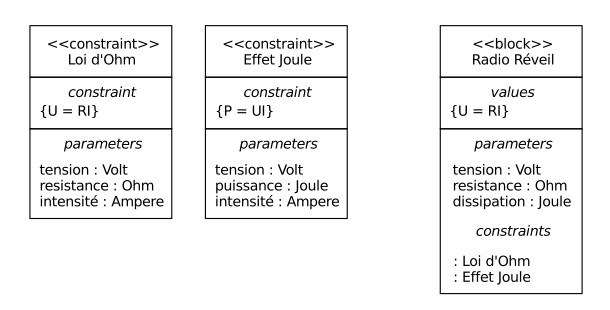 <<constraint>>
Loi d'Ohm
constraint
{U = RI}
parameters
tension : Volt
resistance : Ohm
intensité : Ampere
<<constraint>>
Effet Joule
constraint
{P = UI}
parameters
tension : Volt
puissance : Joule
intensité : Ampere
<<block>>
Radio Réveil
values
{U = RI}
parameters
tension : Volt
resistance : Ohm
dissipation : Joule
constraints
: Loi d'Ohm
: Effet Joule